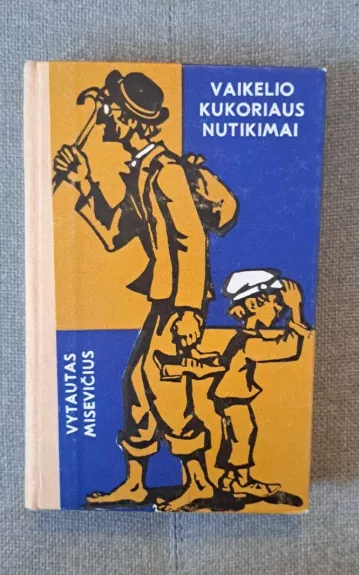 VAIKELIO
KUKORIAUS
NUTIKIMAI
VYTAUTAS
MISEVIČIUS